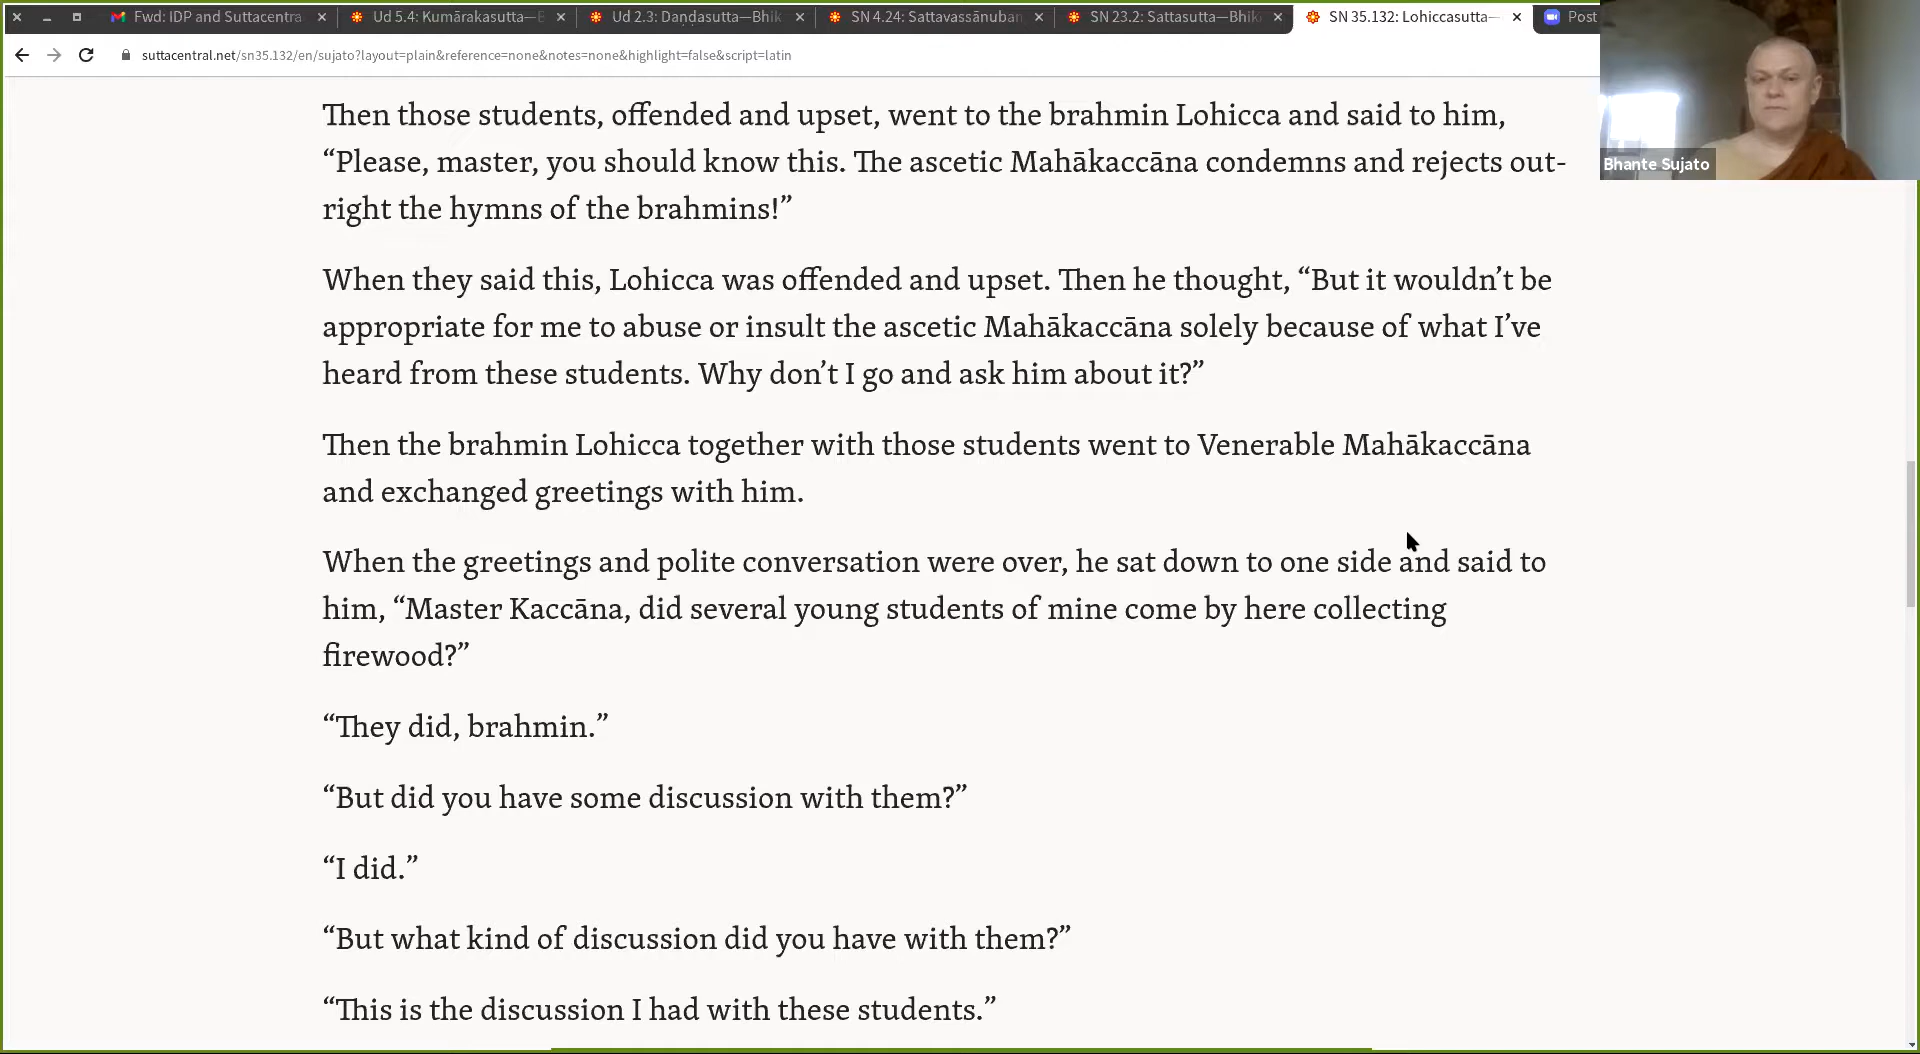 Fwd: IDP and Suttacentra
Ud 5.4: Kumārakasutta—B
Ud 2.3: Daṇḍasutta—Bhik
SN 4.24: Sattavassānuban
SN 23.2: Sattasutta—Bhik
SN 35.132: Lohiccasutta—
Post
suttacentral.net/sn35.132/en/sujato?layout=plain&reference=none&notes=none&highlight=false&script=latin
Bhante Sujato
Then those students, offended and upset, went to the brahmin Lohicca and said to him,
“Please, master, you should know this. The ascetic Mahākaccāna condemns and rejects out-
right the hymns of the brahmins!”
When they said this, Lohicca was offended and upset. Then he thought, “But it wouldn’t be
appropriate for me to abuse or insult the ascetic Mahākaccāna solely because of what I’ve
heard from these students. Why don’t I go and ask him about it?”
Then the brahmin Lohicca together with those students went to Venerable Mahākaccāna
and exchanged greetings with him.
When the greetings and polite conversation were over, he sat down to one side and said to
him, “Master Kaccāna, did several young students of mine come by here collecting
firewood?”
“They did, brahmin.”
“But did you have some discussion with them?”
“I did.”
“But what kind of discussion did you have with them?”
“This is the discussion I had with these students.”